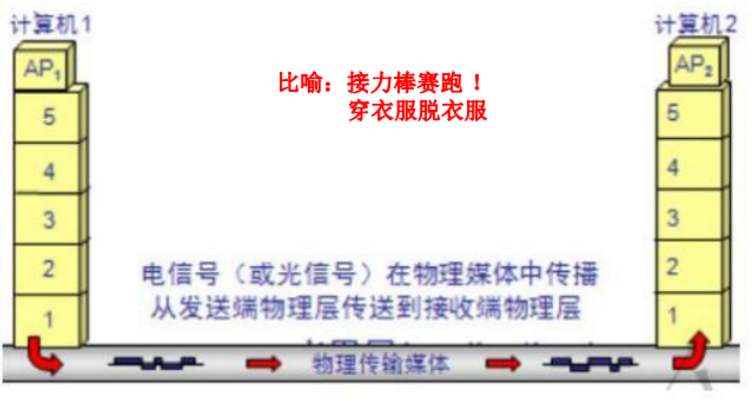 计算机1
计算机2
AP1
AP2
比喻：接力棒赛跑！
穿衣服脱衣服
5
5
4
4
3
3
2
2
电信号（或光信号）在物理媒体中传播
从发送端物理层传送到接收端物理层
1
1
物理传输媒体